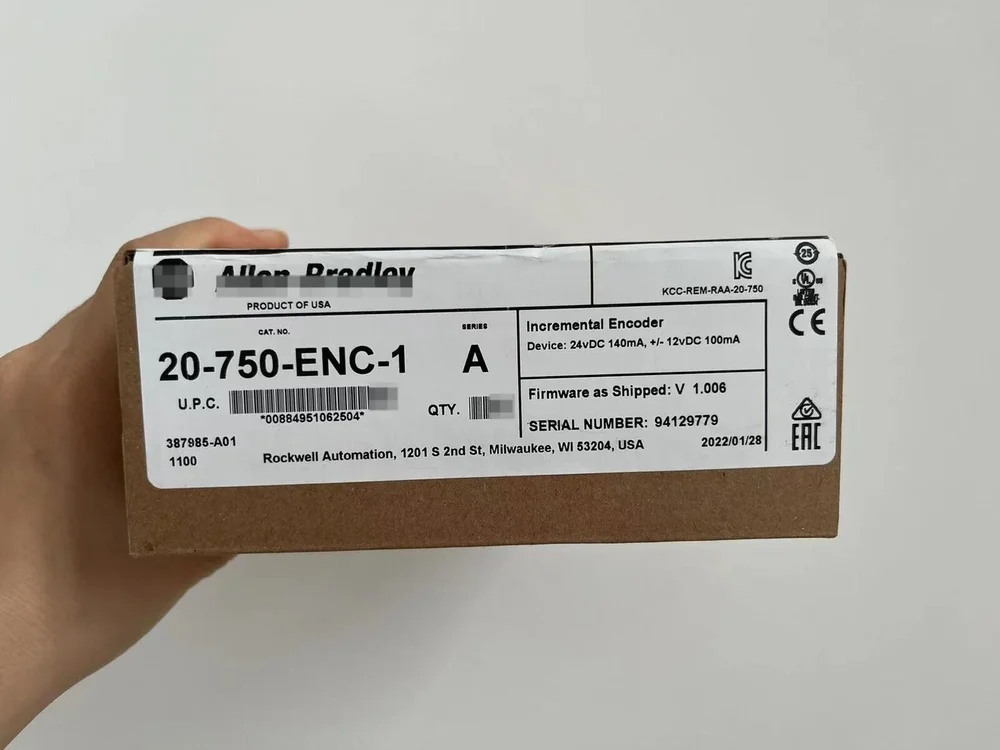 Allen-Bradley
PRODUCT OF USA
KCC-REM-RAA-20-750
25
UL
CE
CAT. NO.
SERIES
20-750-ENC-1
A
Incremental Encoder
Device: 24vDC 140mA, +/- 12vDC 100mA
U.P.C.
*00884951062504*
QTY.
Firmware as Shipped: V 1.006
SERIAL NUMBER: 94129779
387985-A01
1100
Rockwell Automation, 1201 S 2nd St, Milwaukee, WI 53204, USA
2022/01/28
EAC